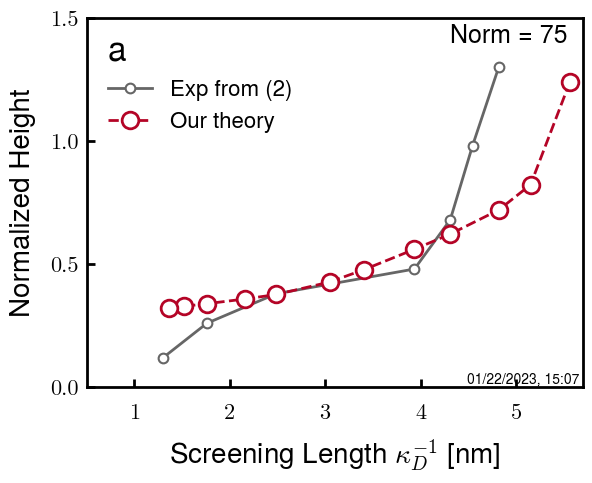 Norm = 75
a
Exp from (2)
Our theory
Normalized Height
1.5
1.0
0.5
0.0
01/22/2023, 15:07
1 2 3 4 5
Screening Length κ_D^{-1} [nm]